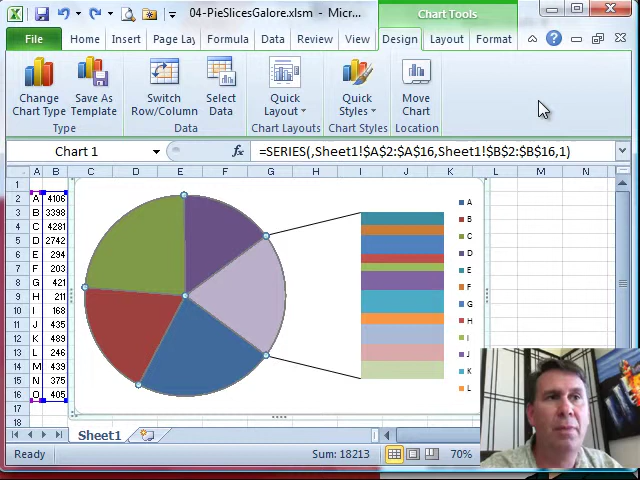 04-PieSlicesGalore.xlsm - Micr...
Chart Tools
File Home Insert Page Lay Formula Data Review View Design Layout Format
Change Chart Type
Save As Template
Switch Row/Column
Select Data
Quick Layout
Quick Styles
Move Chart
Type Data Chart Layouts Chart Styles Location
Chart 1 fx =SERIES(,Sheet1!$A$2:$A$16,Sheet1!$B$2:$B$16,1)
A B C D E F G H I J K L
1
2 A 4106
3 B 3398
4 C 4281
5 D 2742
6 E 294
7 F 203
8 G 421
9 H 211
10 I 168
11 J 435
12 K 489
13 L 246
14 M 439
15 N 375
16 O 405
17
18
A
B
C
D
E
F
G
H
I
J
K
L
Sheet1
Ready Sum: 18213 70%